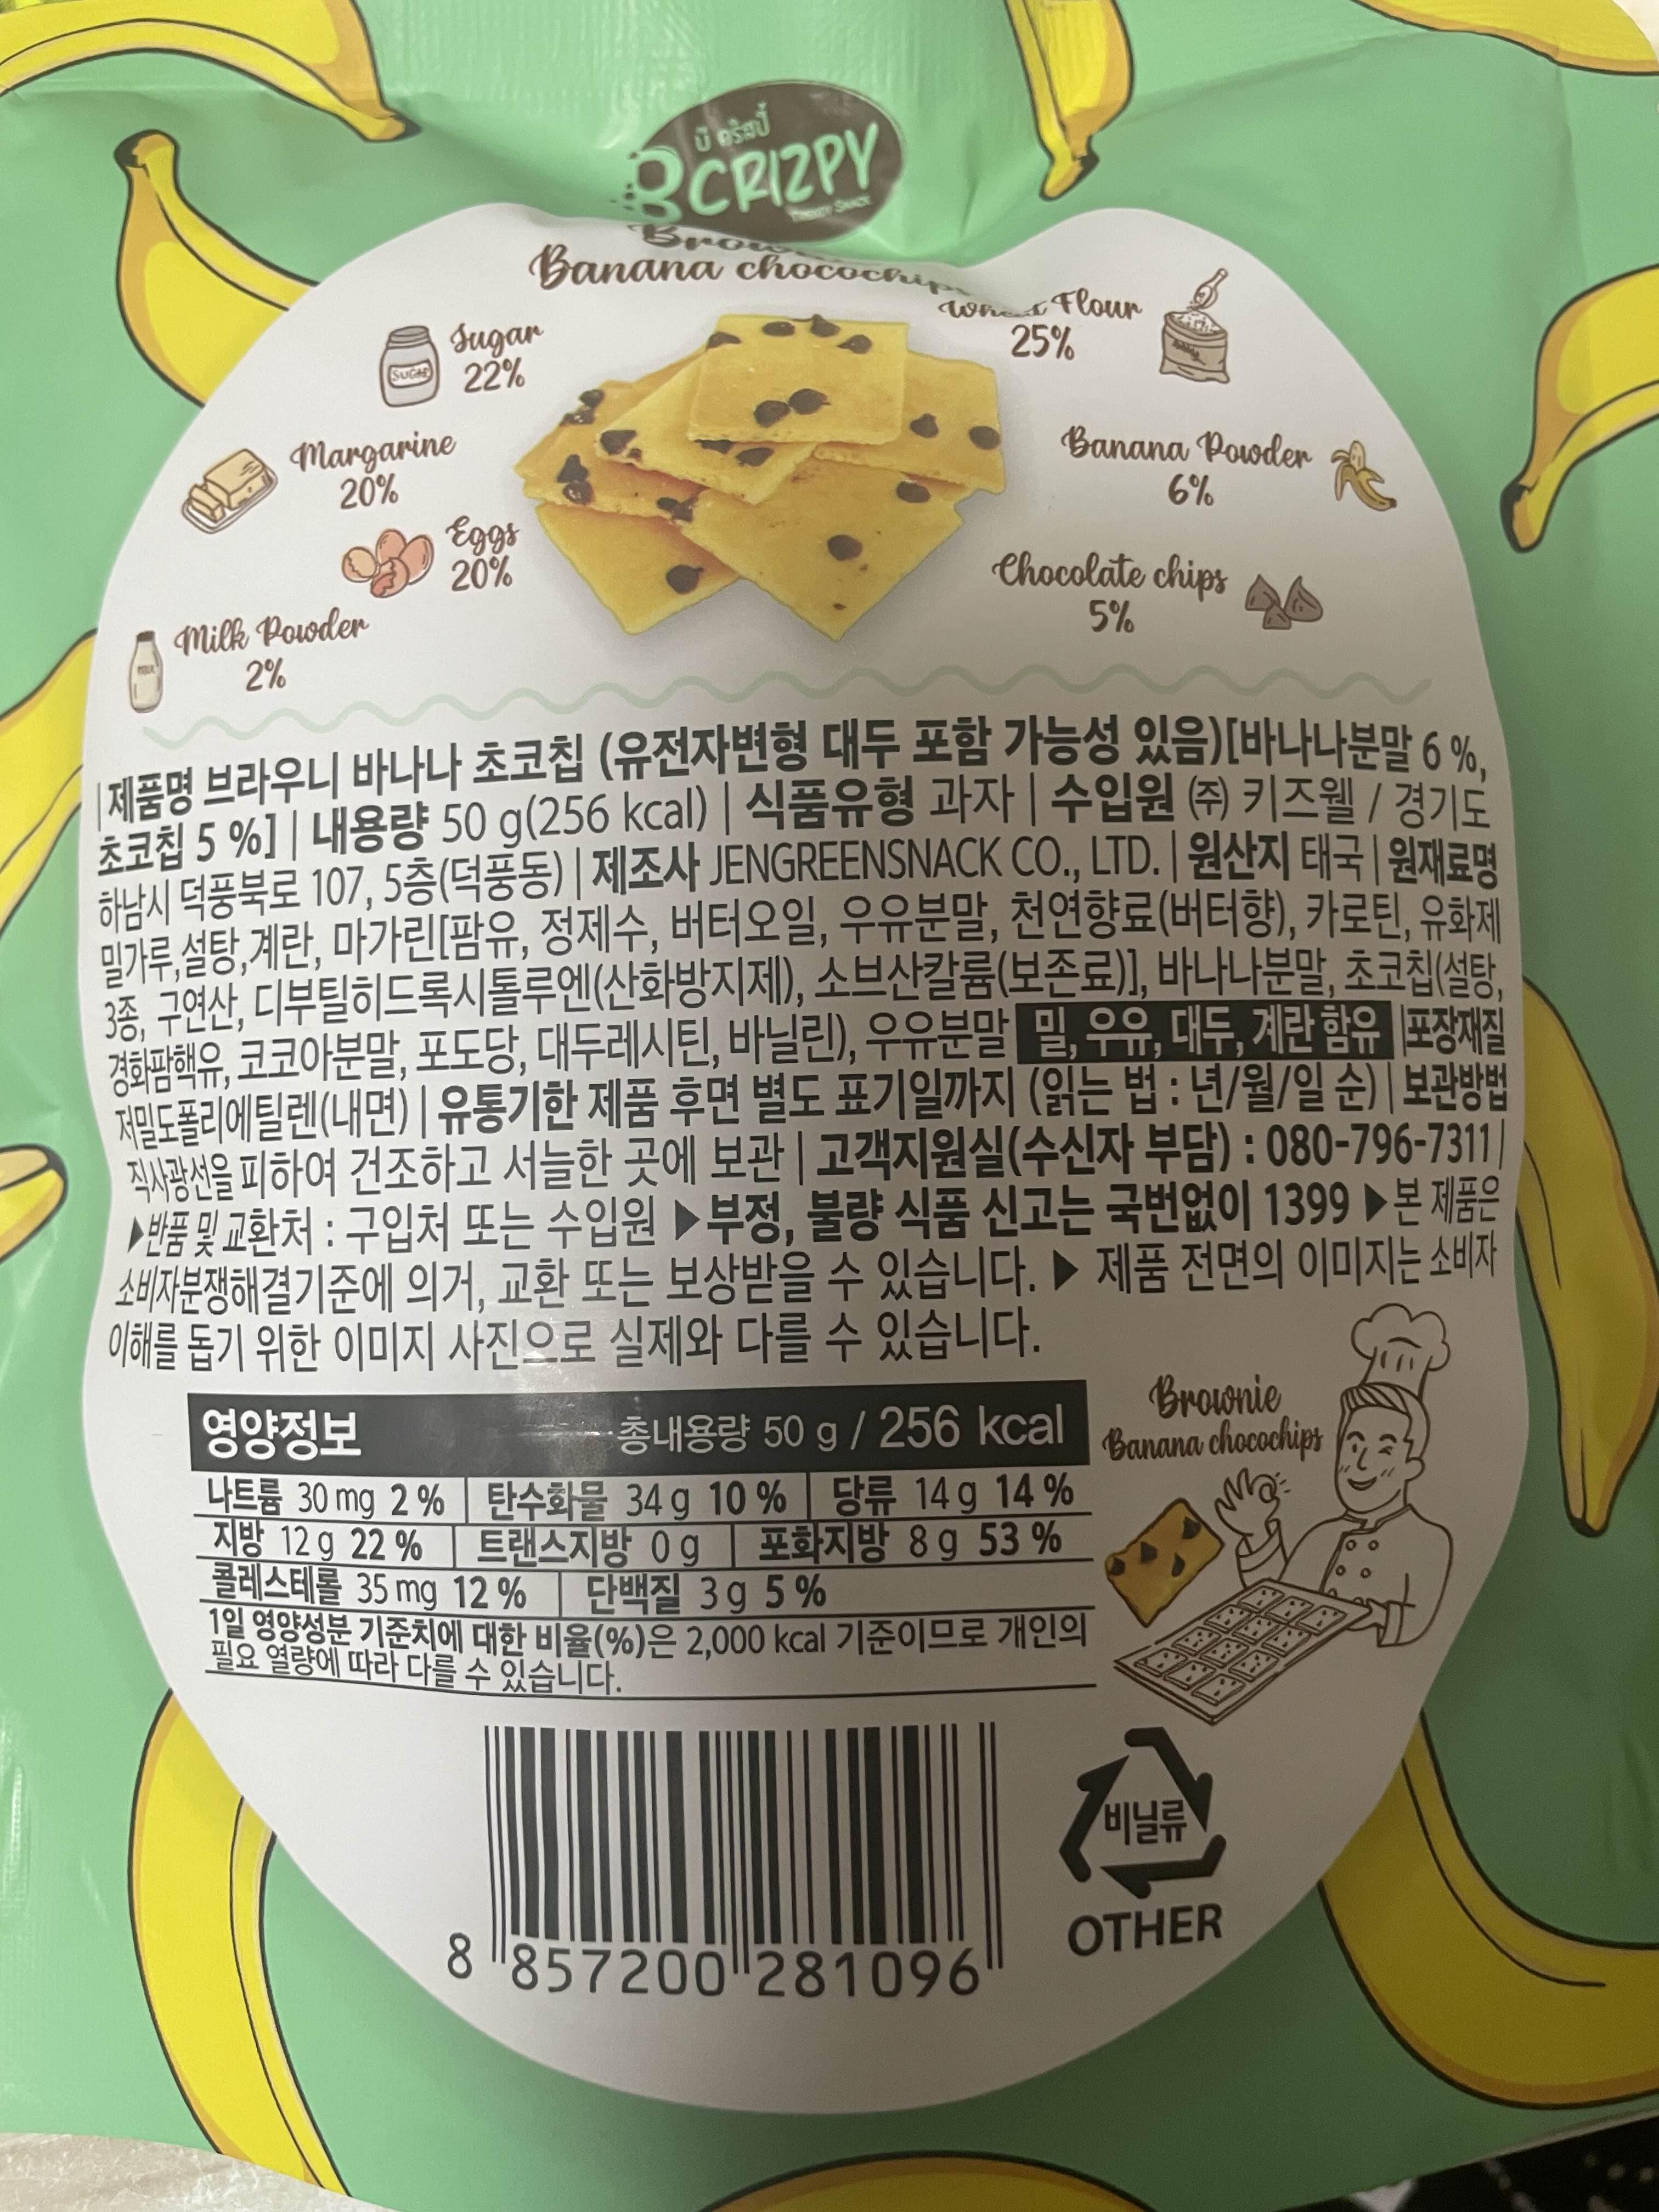 บี คริสปี้
BCRIZPY
Banana chocochips
Sugar
22%
Flour
25%
Margarine
20%
Banana Powder
6%
Eggs
20%
Chocolate chips
5%
Milk Powder
2%
SUGAR
| 제품명 브라우니 바나나 초코칩 (유전자변형 대두 포함 가능성 있음)[바나나분말 6 %,
초코칩 5 %] | 내용량 50 g(256 kcal) | 식품유형 과자 | 수입원 ㈜ 키즈웰 / 경기도
하남시 덕풍북로 107, 5층(덕풍동) | 제조사 JENGREENSNACK CO., LTD. | 원산지 태국 | 원재료명
밀가루,설탕,계란, 마가린[팜유, 정제수, 버터오일, 우유분말, 천연향료(버터향), 카로틴, 유화제
3종, 구연산, 디부틸히드록시톨루엔(산화방지제), 소브산칼륨(보존료)], 바나나분말, 초코칩(설탕,
경화팜핵유, 코코아분말, 포도당, 대두레시틴, 바닐린), 우유분말 밀, 우유, 대두, 계란 함유 |포장재질
저밀도폴리에틸렌(내면) | 유통기한 제품 후면 별도 표기일까지 (읽는 법 : 년/월/일 순) | 보관방법
직사광선을 피하여 건조하고 서늘한 곳에 보관 | 고객지원실(수신자 부담) : 080-796-7311 |
▶반품 및 교환처 : 구입처 또는 수입원 ▶부정, 불량 식품 신고는 국번없이 1399 ▶본 제품은
소비자분쟁해결기준에 의거, 교환 또는 보상받을 수 있습니다. ▶ 제품 전면의 이미지는 소비자
이해를 돕기 위한 이미지 사진으로 실제와 다를 수 있습니다.
영양정보 총내용량 50 g / 256 kcal
나트륨 30 mg 2 % | 탄수화물 34 g 10 % | 당류 14 g 14 %
지방 12 g 22 % | 트랜스지방 0 g | 포화지방 8 g 53 %
콜레스테롤 35 mg 12 % | 단백질 3 g 5 %
1일 영양성분 기준치에 대한 비율(%)은 2,000 kcal 기준이므로 개인의
필요 열량에 따라 다를 수 있습니다.
Brownie
Banana chocochips
비닐류
OTHER
8 857200 281096